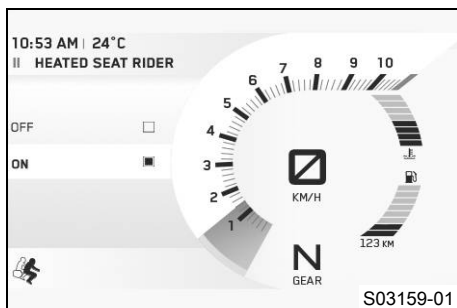 10:53 AM | 24°C
II HEATED SEAT RIDER
OFF
ON
1
2
3
4
5
6
7
8
9
10
0
KM/H
N
GEAR
123 KM
S03159-01